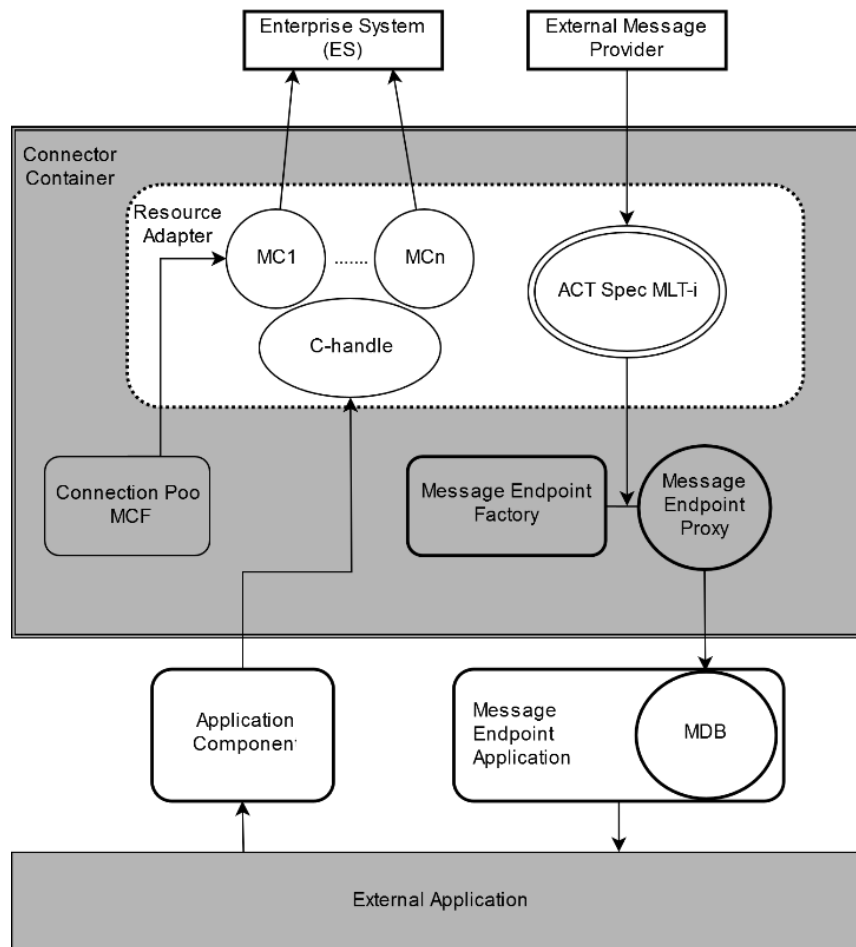 Enterprise System
(ES)
External Message
Provider
Connector
Container
Resource
Adapter
MC1
.......
MCn
ACT Spec MLT-i
C-handle
Connection Poo
MCF
Message Endpoint
Factory
Message
Endpoint
Proxy
Application
Component
Message
Endpoint
Application
MDB
External Application